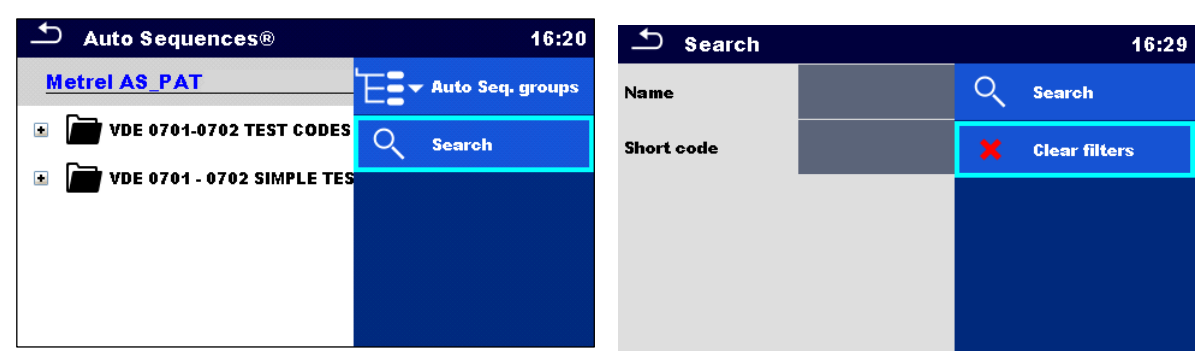 Auto Sequences® 16:20
Metrel AS_PAT
Auto Seq. groups
VDE 0701-0702 TEST CODES
Search
VDE 0701 - 0702 SIMPLE TES
Search 16:29
Name
Search
Short code
Clear filters